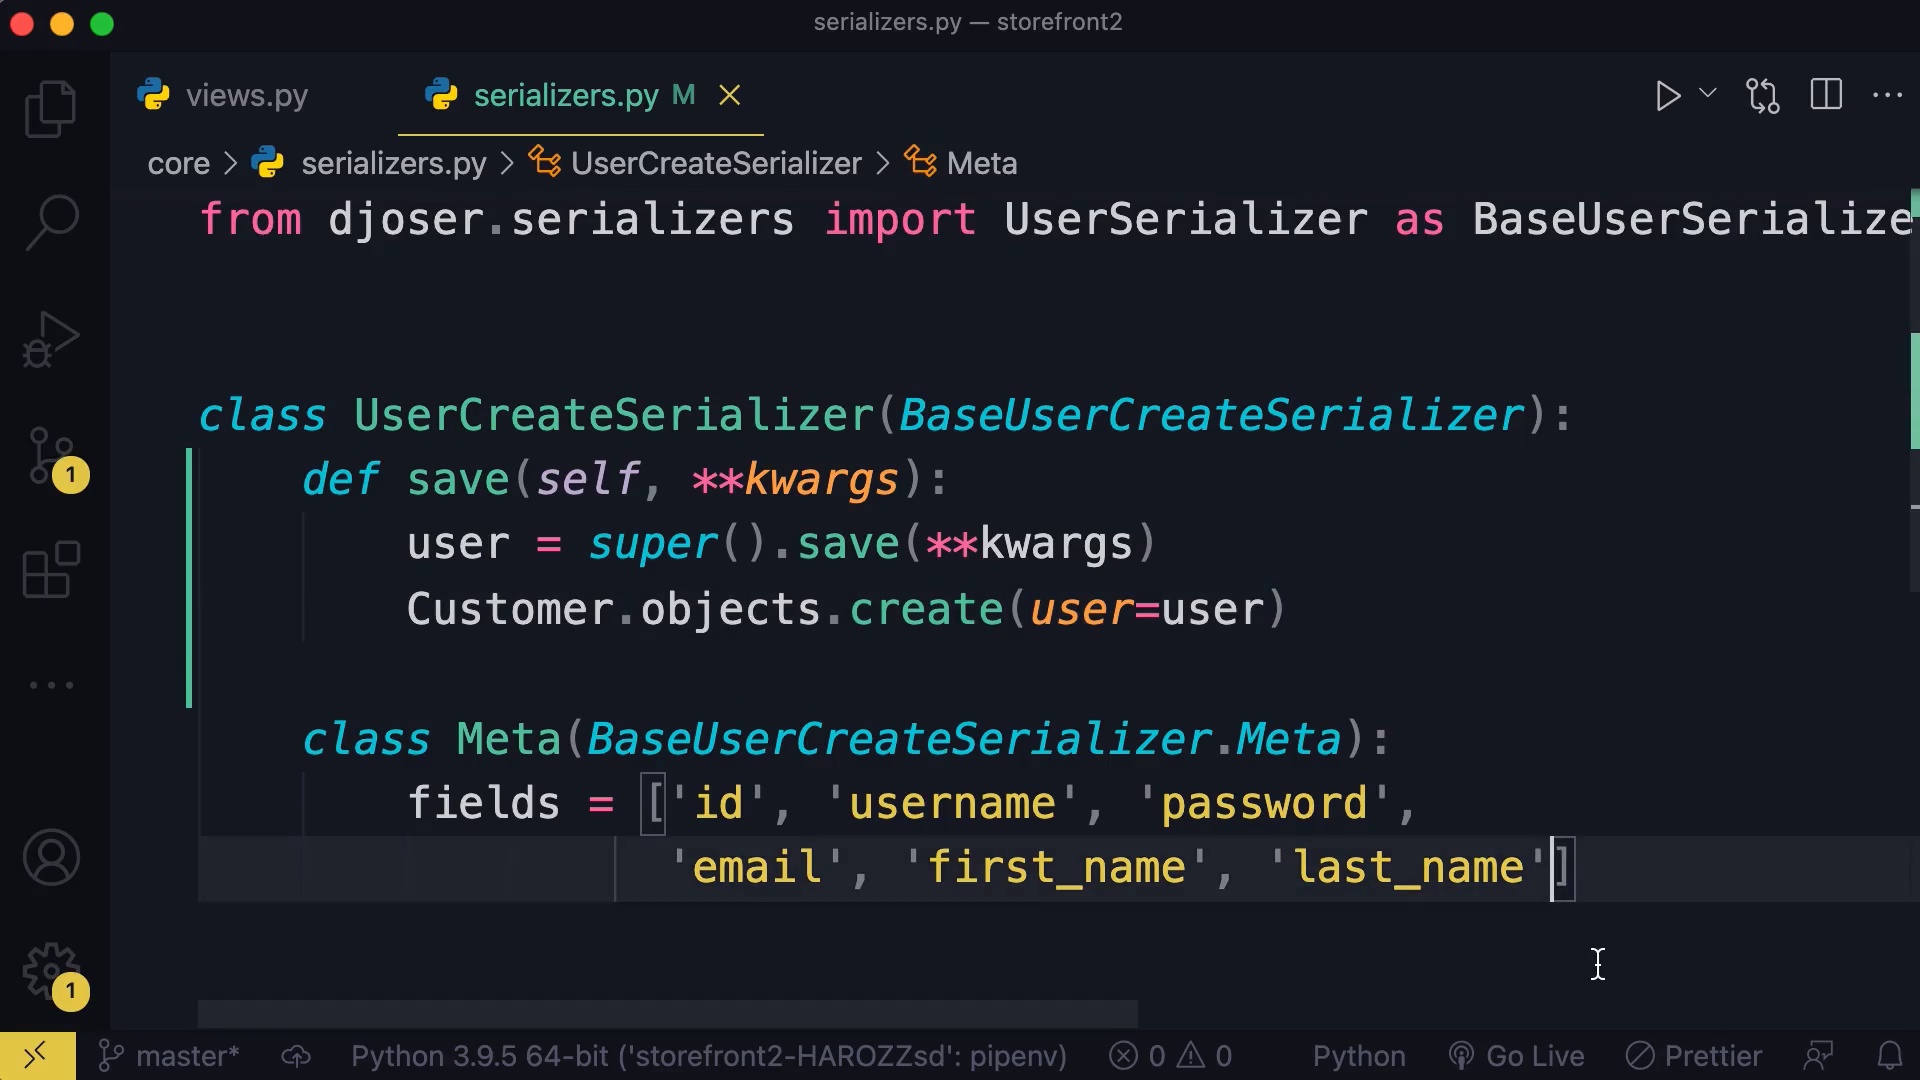 serializers.py — storefront2
views.py
serializers.py M
core > serializers.py > UserCreateSerializer > Meta
from djoser.serializers import UserSerializer as BaseUserSerialize
class UserCreateSerializer(BaseUserCreateSerializer):
def save(self, **kwargs):
user = super().save(**kwargs)
Customer.objects.create(user=user)
class Meta(BaseUserCreateSerializer.Meta):
fields = ['id', 'username', 'password',
'email', 'first_name', 'last_name']
1
1
master* Python 3.9.5 64-bit ('storefront2-HAROZZsd': pipenv) 0 0 Python Go Live Prettier